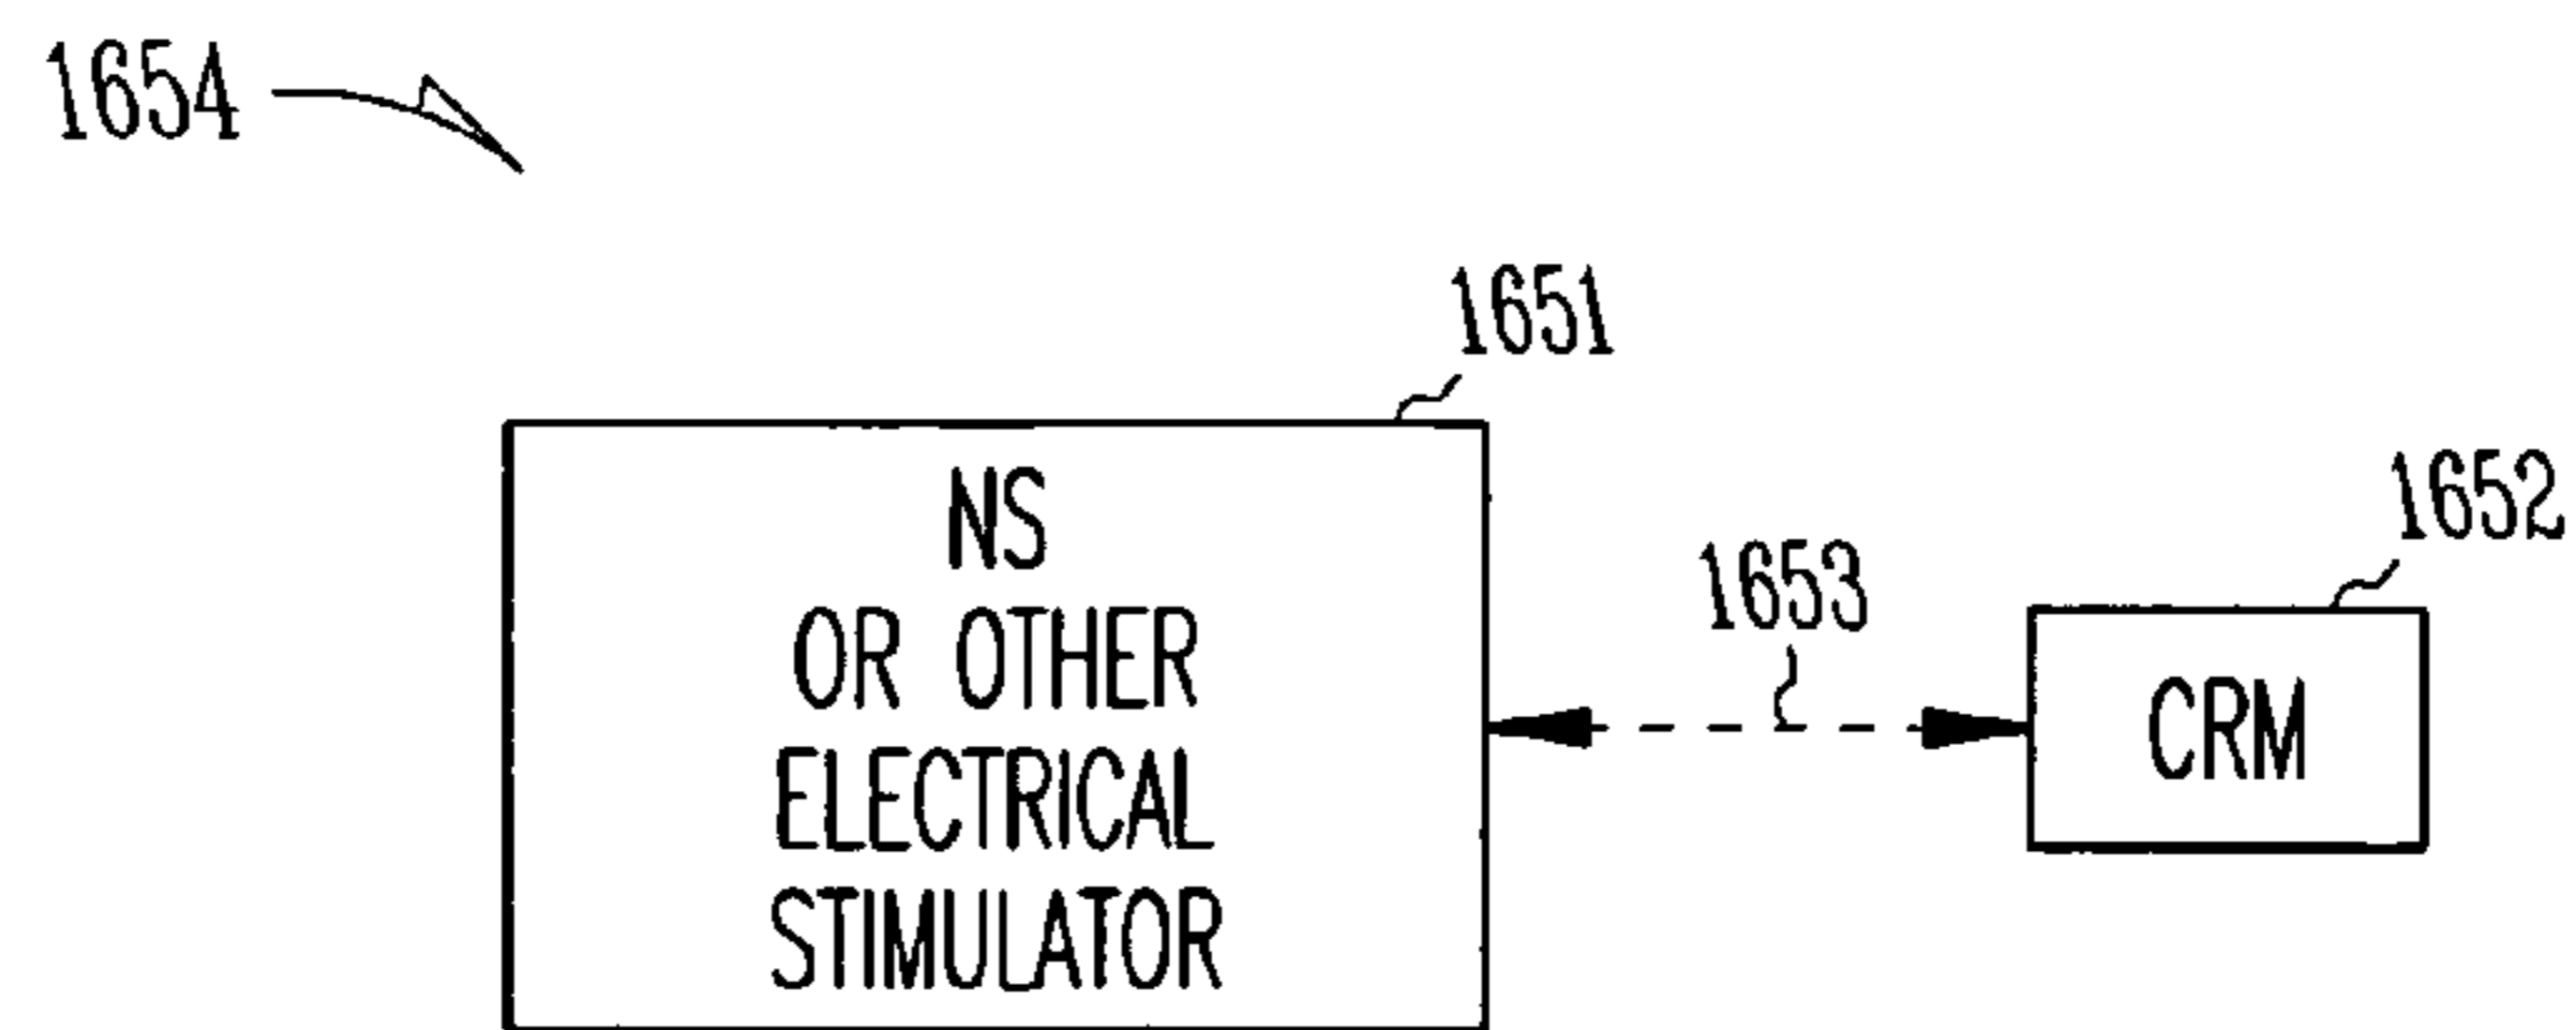 1654
1651
1652
1653
NS
OR OTHER
ELECTRICAL
STIMULATOR
CRM